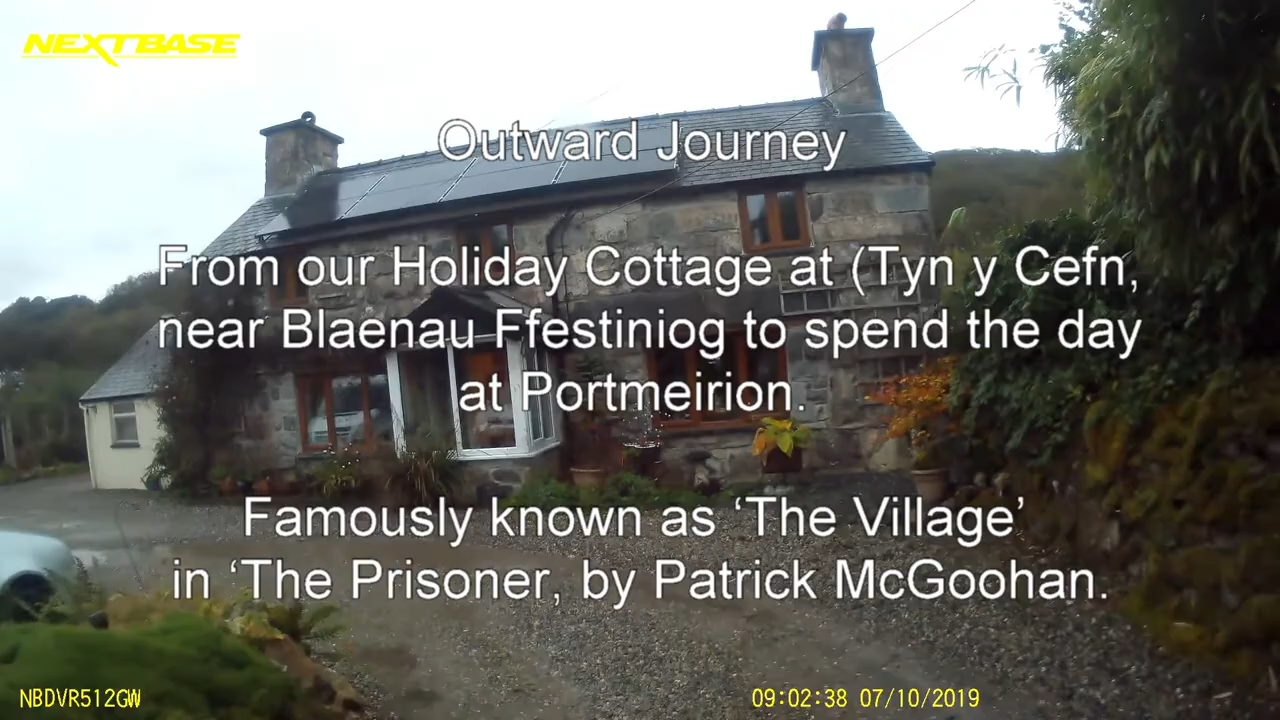 NEXTBASE
Outward Journey
From our Holiday Cottage at (Tyn y Cefn,
near Blaenau Ffestiniog to spend the day
at Portmeirion.
Famously known as ‘The Village’
in ‘The Prisoner, by Patrick McGoohan.
NBDVR512GW
09:02:38 07/10/2019